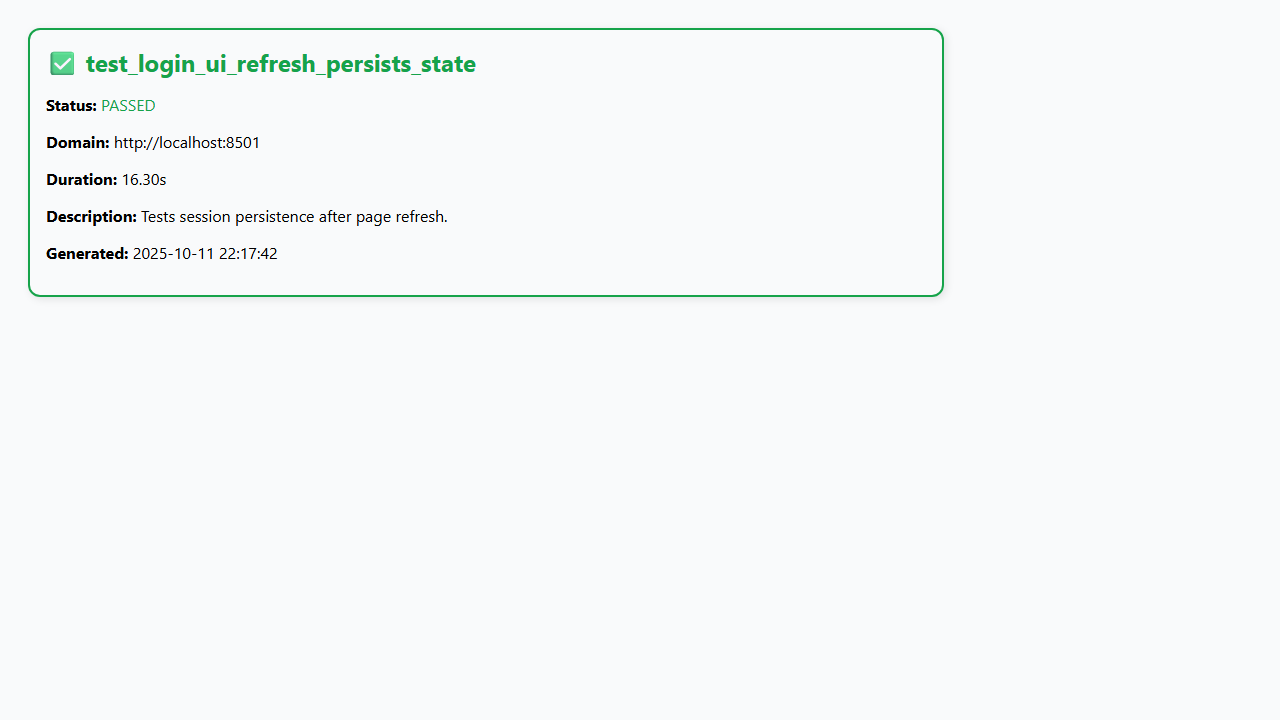 ✅ test_login_ui_refresh_persists_state
Status: PASSED
Domain: http://localhost:8501
Duration: 16.30s
Description: Tests session persistence after page refresh.
Generated: 2025-10-11 22:17:42